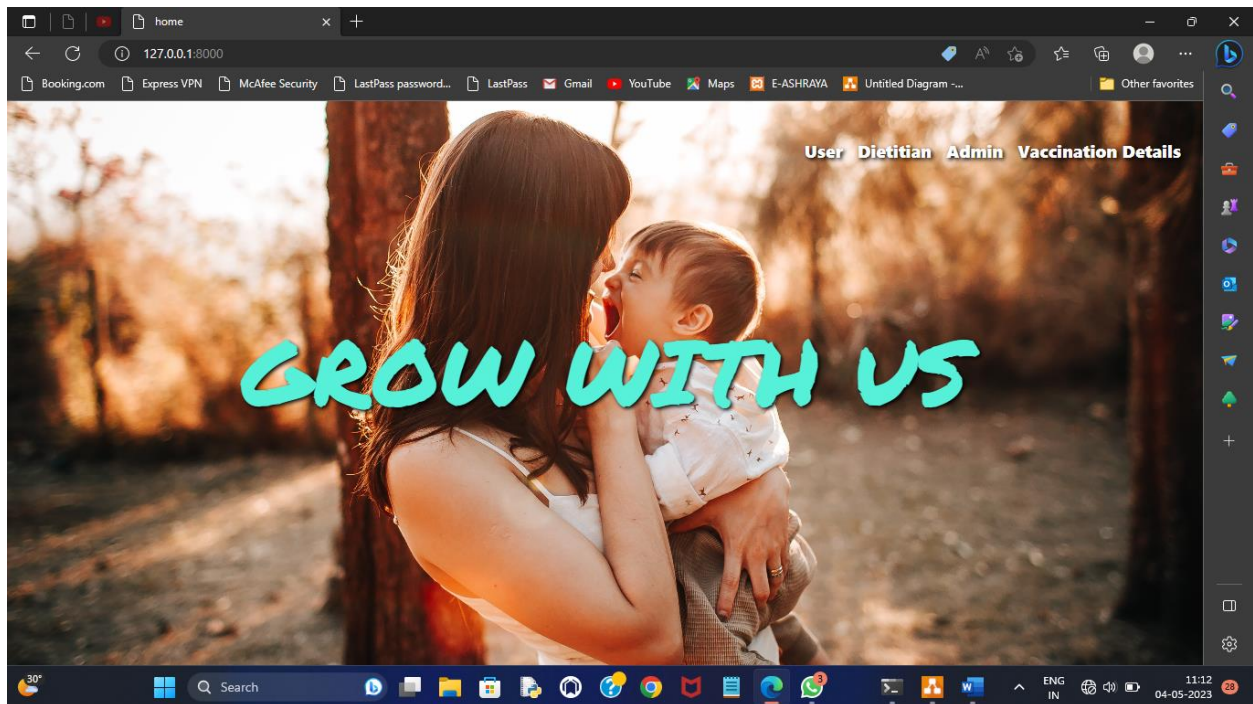 home
127.0.0.1:8000
Booking.com Express VPN McAfee Security LastPass password... LastPass Gmail YouTube Maps E-ASHRAYA Untitled Diagram -... Other favorites
User Dietitian Admin Vaccination Details
GROW WITH US
30°
Search
3
ENG
IN
11:12
04-05-2023
28